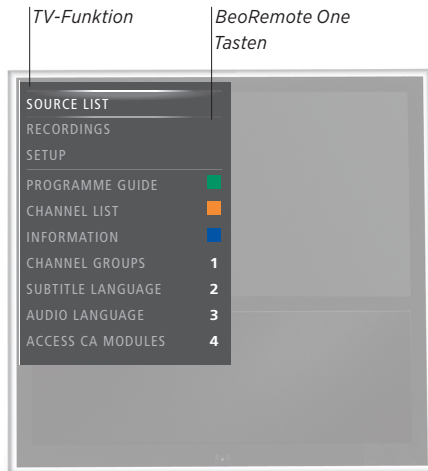 TV-Funktion
BeoRemote One
Tasten
SOURCE LIST
RECORDINGS
SETUP
PROGRAMME GUIDE
CHANNEL LIST
INFORMATION
CHANNEL GROUPS 1
SUBTITLE LANGUAGE 2
AUDIO LANGUAGE 3
ACCESS CA MODULES 4